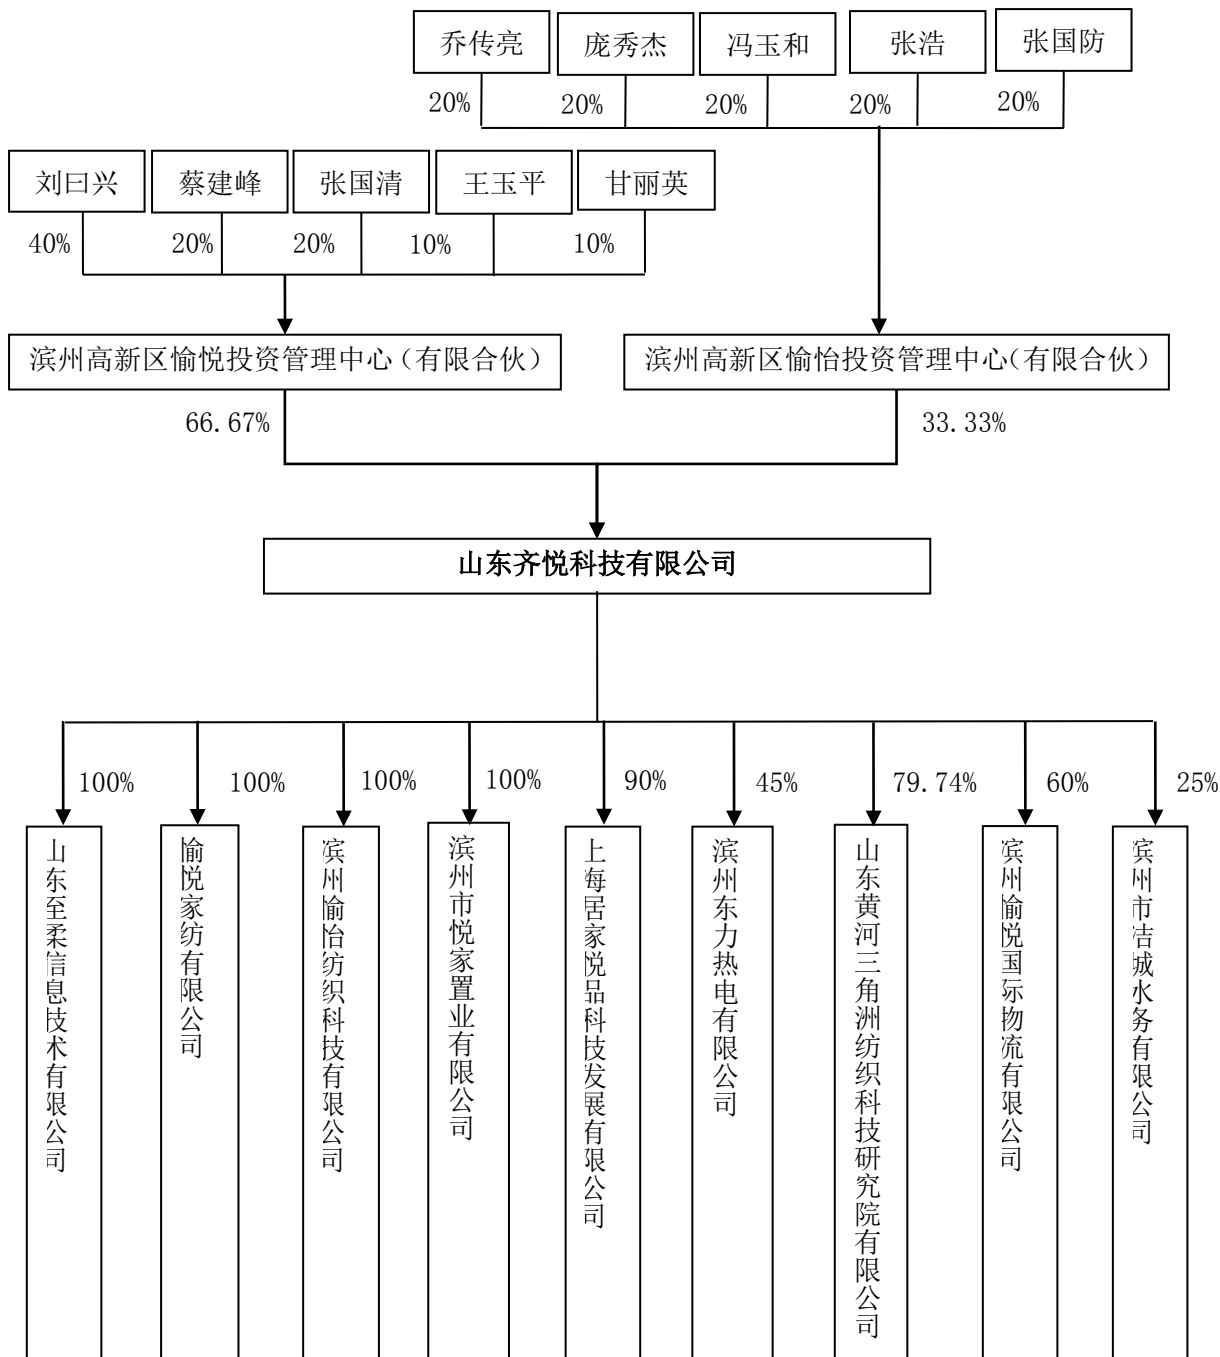 乔传亮
庞秀杰
冯玉和
张浩
张国防
20%
20%
20%
20%
20%
刘曰兴
蔡建峰
张国清
王玉平
甘丽英
40%
20%
20%
10%
10%
滨州高新区愉悦投资管理中心（有限合伙）
滨州高新区愉怡投资管理中心（有限合伙）
66.67%
33.33%
山东齐悦科技有限公司
100%
100%
100%
100%
90%
45%
79.74%
60%
25%
山东至柔信息技术有限公司
愉悦家纺有限公司
滨州愉怡纺织科技有限公司
滨州市悦家置业有限公司
上海居家悦品科技发展有限公司
滨州东力热电有限公司
山东黄河三角洲纺织科技研究院有限公司
滨州愉悦国际物流有限公司
滨州市洁城水务有限公司